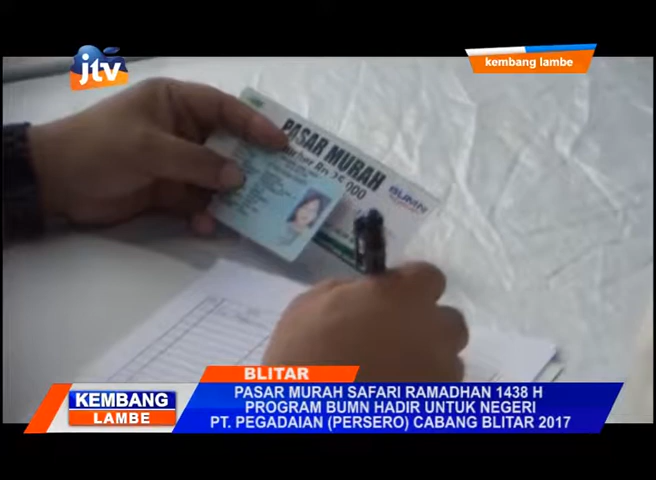 jtv
kembang lambe
PASAR MURAH
BUMN
BLITAR
KEMBANG
LAMBE
PASAR MURAH SAFARI RAMADHAN 1438 H
PROGRAM BUMN HADIR UNTUK NEGERI
PT. PEGADAIAN (PERSERO) CABANG BLITAR 2017